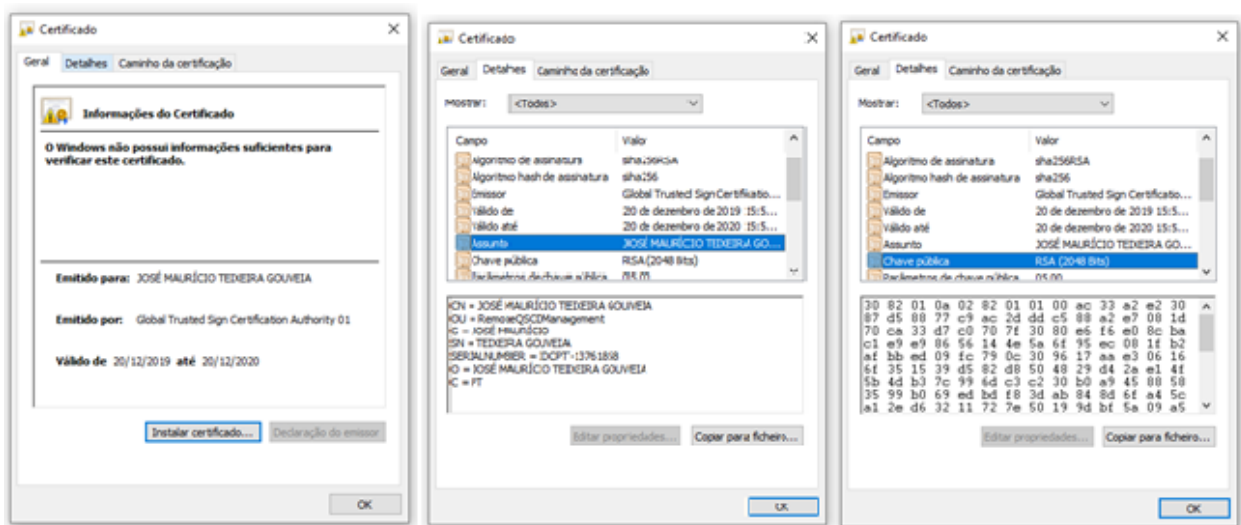 Certificado
Geral Detalhes Caminho da certificação
Informações do Certificado
O Windows não possui informações suficientes para
verificar este certificado.
Emitido para: JOSÉ MAURÍCIO TEIXEIRA GOUVEIA
Emitido por: Global Trusted Sign Certification Authority 01
Válido de 20/12/2019 até 20/12/2020
Instalar certificado... Declaração do emissor
OK
Certificado
Geral Detalhes Caminho da certificação
Mostrar: <Todos>
Campo Valor
Algoritmo de assinatura sha256RSA
Algoritmo hash de assinatura sha256
Emissor Global Trusted Sign Certificatio...
Válido de 20 de dezembro de 2019 15:5...
Válido até 20 de dezembro de 2020 15:5...
Assunto JOSÉ MAURÍCIO TEIXEIRA GO...
Chave pública RSA (2048 Bits)
Parâmetros de chave pública 05 00
CN = JOSÉ MAURÍCIO TEIXEIRA GOUVEIA
OU = RemoteQSCDManagement
G = JOSÉ MAURÍCIO
SN = TEIXEIRA GOUVEIA
SERIALNUMBER =
O = JOSÉ MAURÍCIO TEIXEIRA GOUVEIA
C = PT
Editar propriedades... Copiar para ficheiro...
OK
Certificado
Geral Detalhes Caminho da certificação
Mostrar: <Todos>
Campo Valor
Algoritmo de assinatura sha256RSA
Algoritmo hash de assinatura sha256
Emissor Global Trusted Sign Certificatio...
Válido de 20 de dezembro de 2019 15:5...
Válido até 20 de dezembro de 2020 15:5...
Assunto JOSÉ MAURÍCIO TEIXEIRA GO...
Chave pública RSA (2048 Bits)
Parâmetros de chave pública 05 00
30 82 01 0a 02 82 01 01 00 ac 33 a2 e2 30
87 d5 88 77 c9 ac 2d dd c5 88 a2 e7 08 1d
70 ca 33 d7 c0 70 7f 30 80 e6 f6 e0 8c ba
c1 e9 e9 86 56 14 4e 5a 6f 95 ec 08 1f b2
af bb ed 09 fc 79 0c 30 96 17 aa e3 06 16
6f 35 15 39 d5 82 d8 50 48 29 d4 2a e1 4f
5b 4d b3 7c 99 6d c3 c2 30 b0 a9 45 88 58
35 99 b0 69 ed bd f8 3d ab 84 8d 6f a4 5c
a1 2e d6 32 11 72 7e 50 19 9d bf 5a 09 a5
Editar propriedades... Copiar para ficheiro...
OK